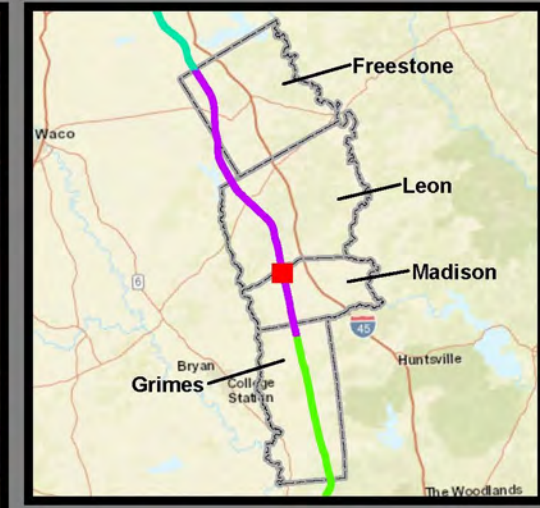 Freestone
Waco
Leon
Madison
6
45
Huntsville
Bryan
Grimes
College
Station
The Woodlands